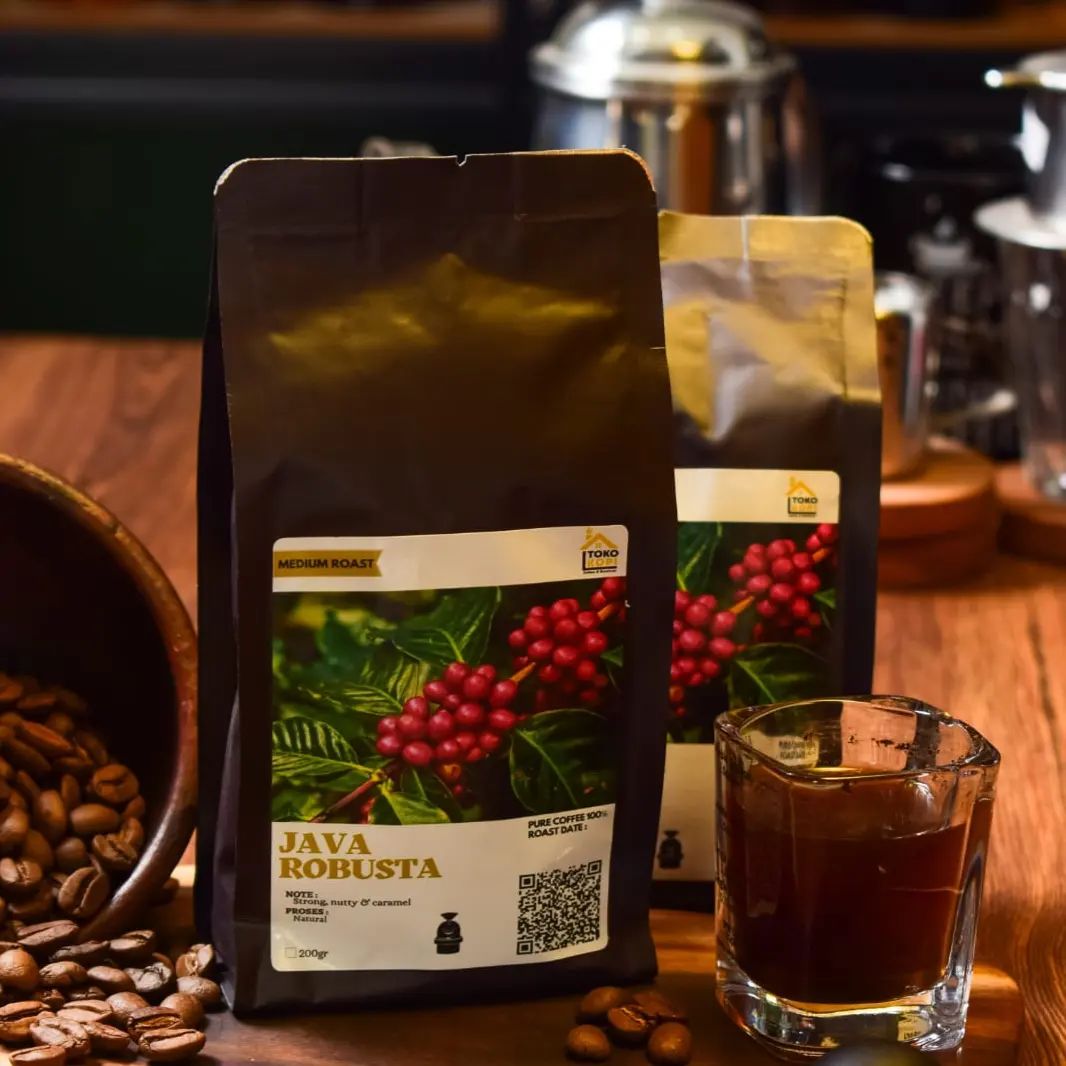 MEDIUM ROAST
TOKO
KOPI
JAVA
ROBUSTA
PURE COFFEE 100%
ROAST DATE :
NOTE :
Strong, nutty & caramel
PROSES :
Natural
200gr
TOKO
KOPI